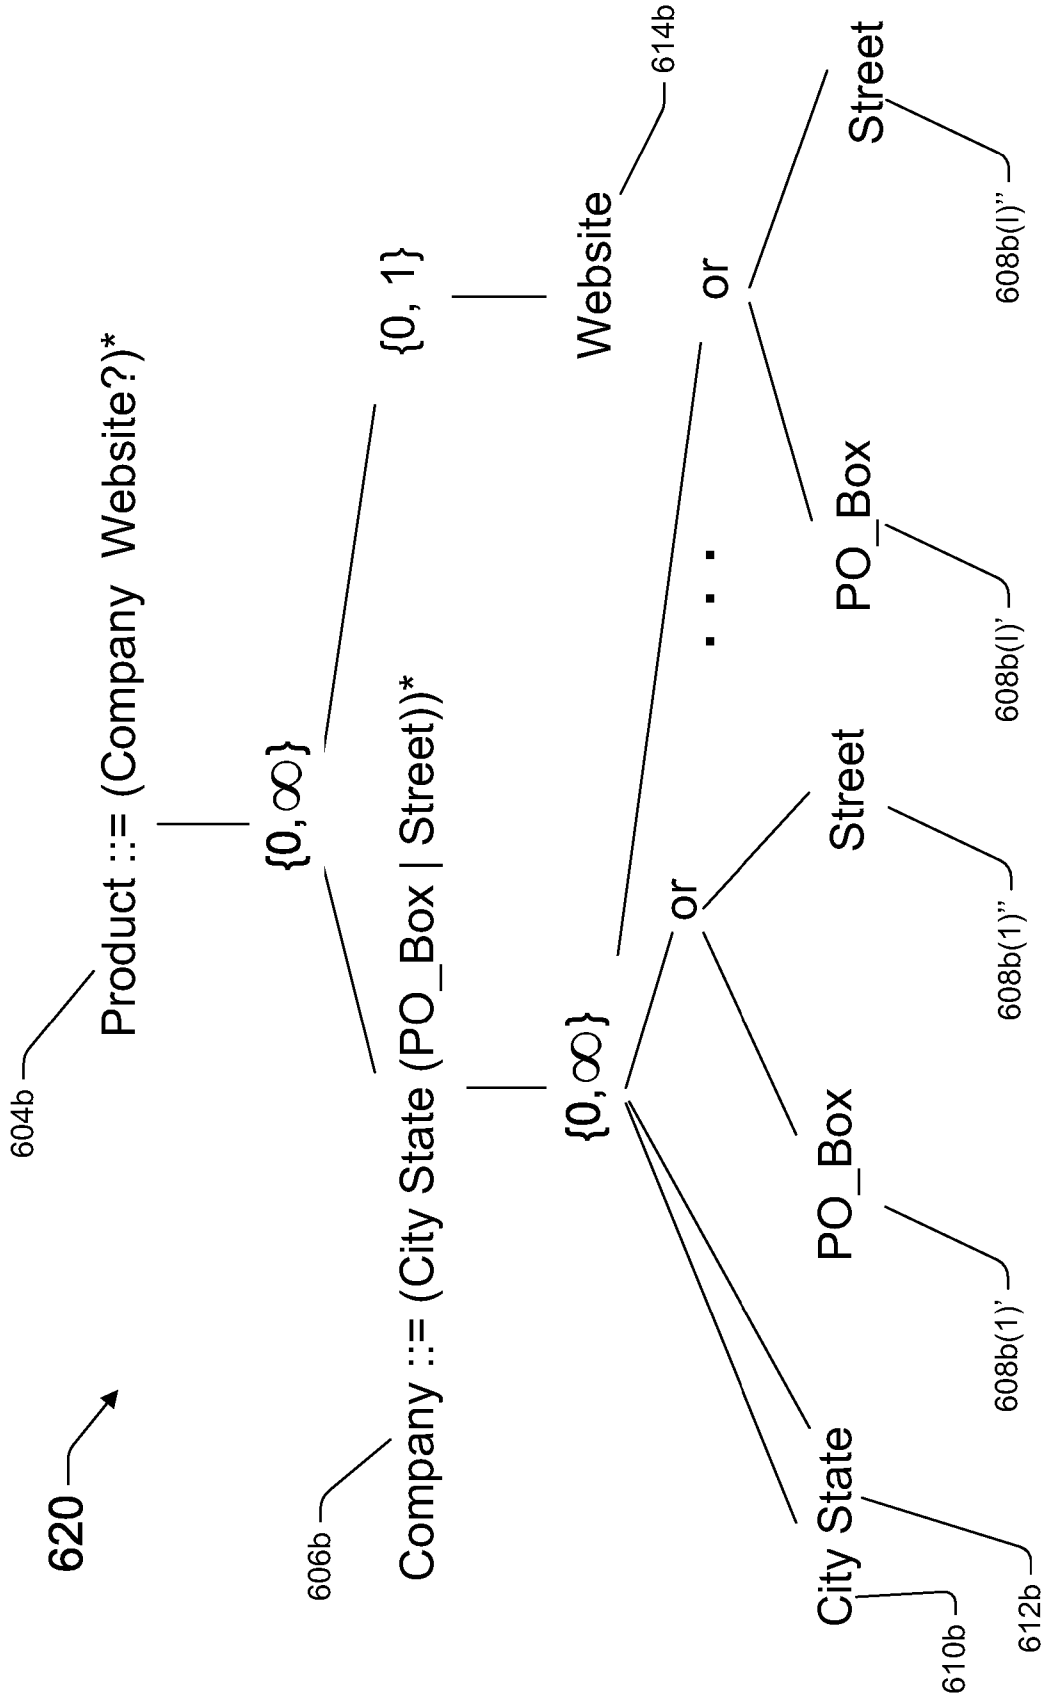 620
604b
Product ::= (Company Website?)*
{0,∞}
606b
Company ::= (City State (PO_Box | Street))*
{0, 1}
{0,∞}
Website
614b
or
or
. . .
City State
PO_Box
Street
PO_Box
Street
610b
612b
608b(1)’
608b(1)”
608b(I)’
608b(I)”